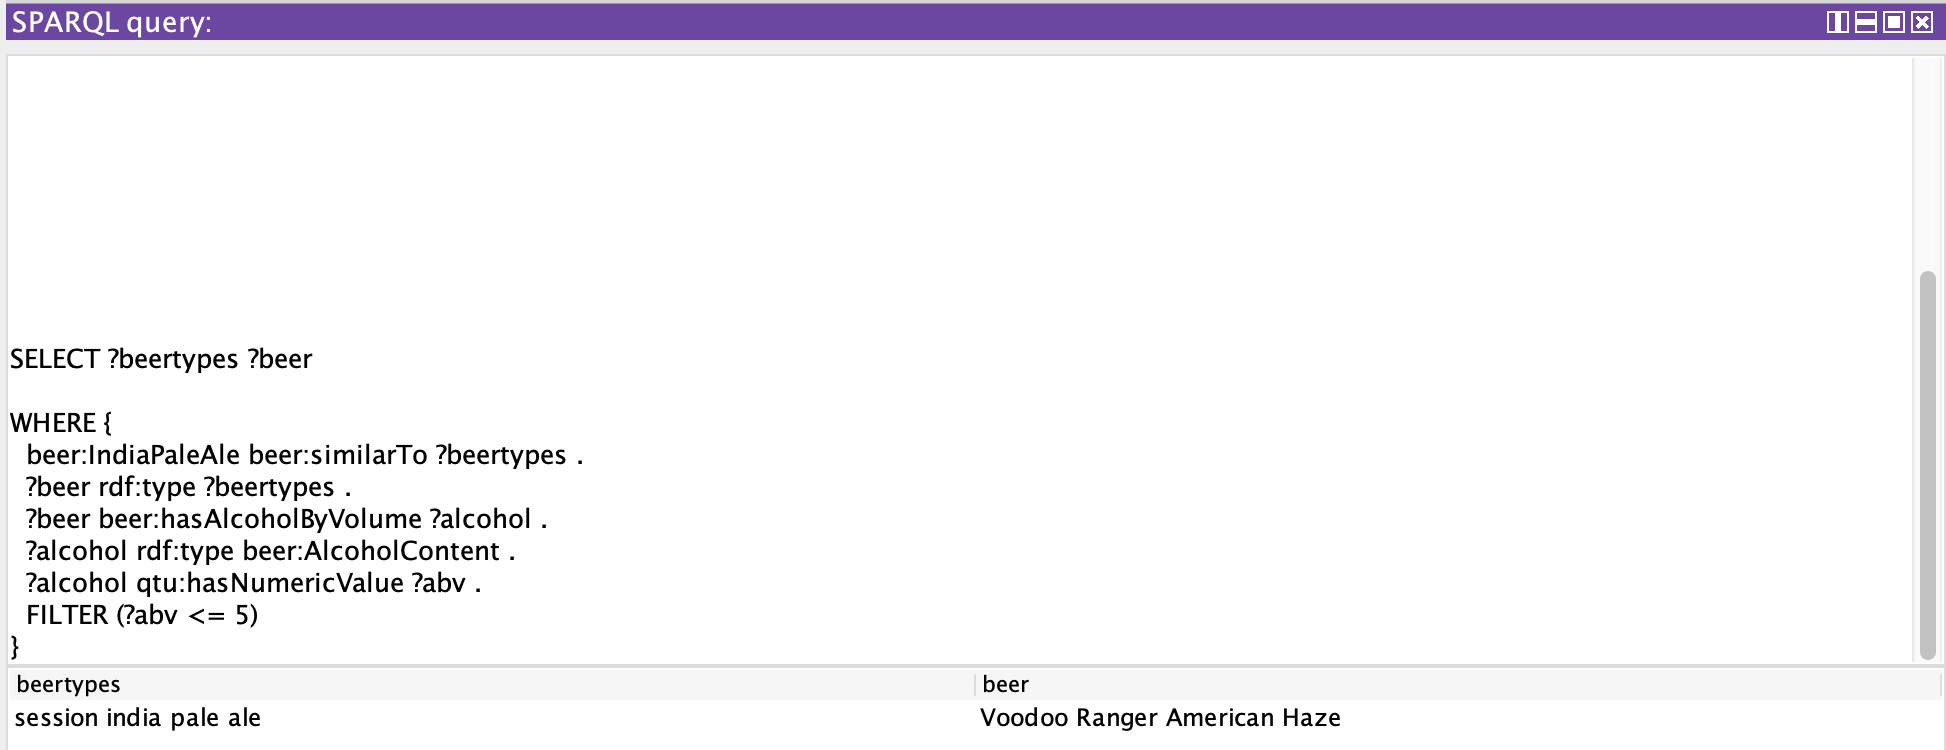 SPARQL query:
SELECT ?beertypes ?beer
WHERE {
beer:IndiaPaleAle beer:similarTo ?beertypes .
?beer rdf:type ?beertypes .
?beer beer:hasAlcoholByVolume ?alcohol .
?alcohol rdf:type beer:AlcoholContent .
?alcohol qtu:hasNumericValue ?abv .
FILTER (?abv <= 5)
}
beertypes beer
session india pale ale Voodoo Ranger American Haze